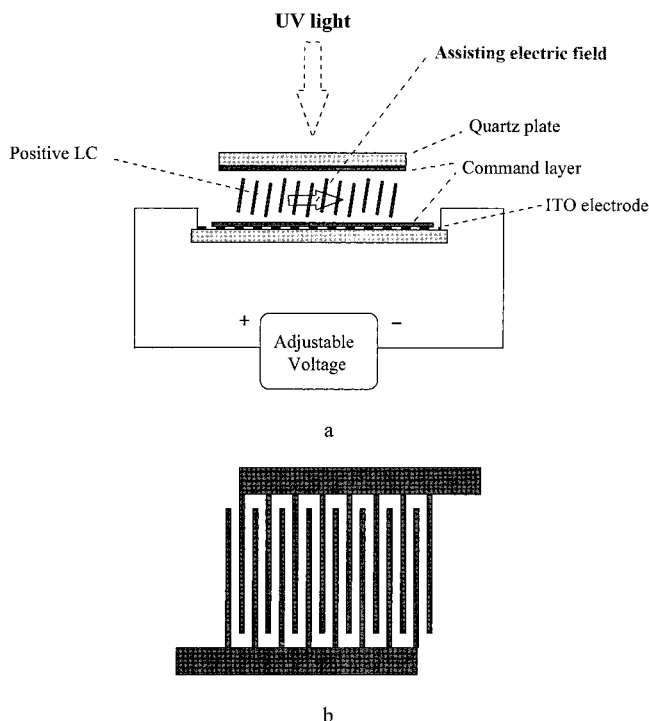 UV light
Assisting electric field
Quartz plate
Positive LC
Command layer
ITO electrode
+
−
Adjustable
Voltage
a
b